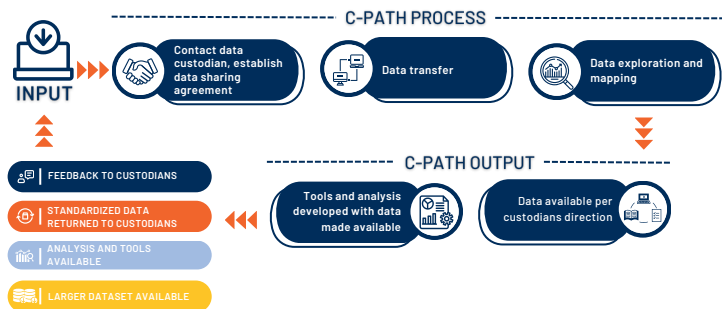 C-PATH PROCESS
INPUT
Contact data
custodian, establish
data sharing
agreement
Data transfer
Data exploration and
mapping
C-PATH OUTPUT
Data available per
custodians direction
Tools and analysis
developed with data
made available
FEEDBACK TO CUSTODIANS
STANDARDIZED DATA
RETURNED TO CUSTODIANS
ANALYSIS AND TOOLS
AVAILABLE
LARGER DATASET AVAILABLE